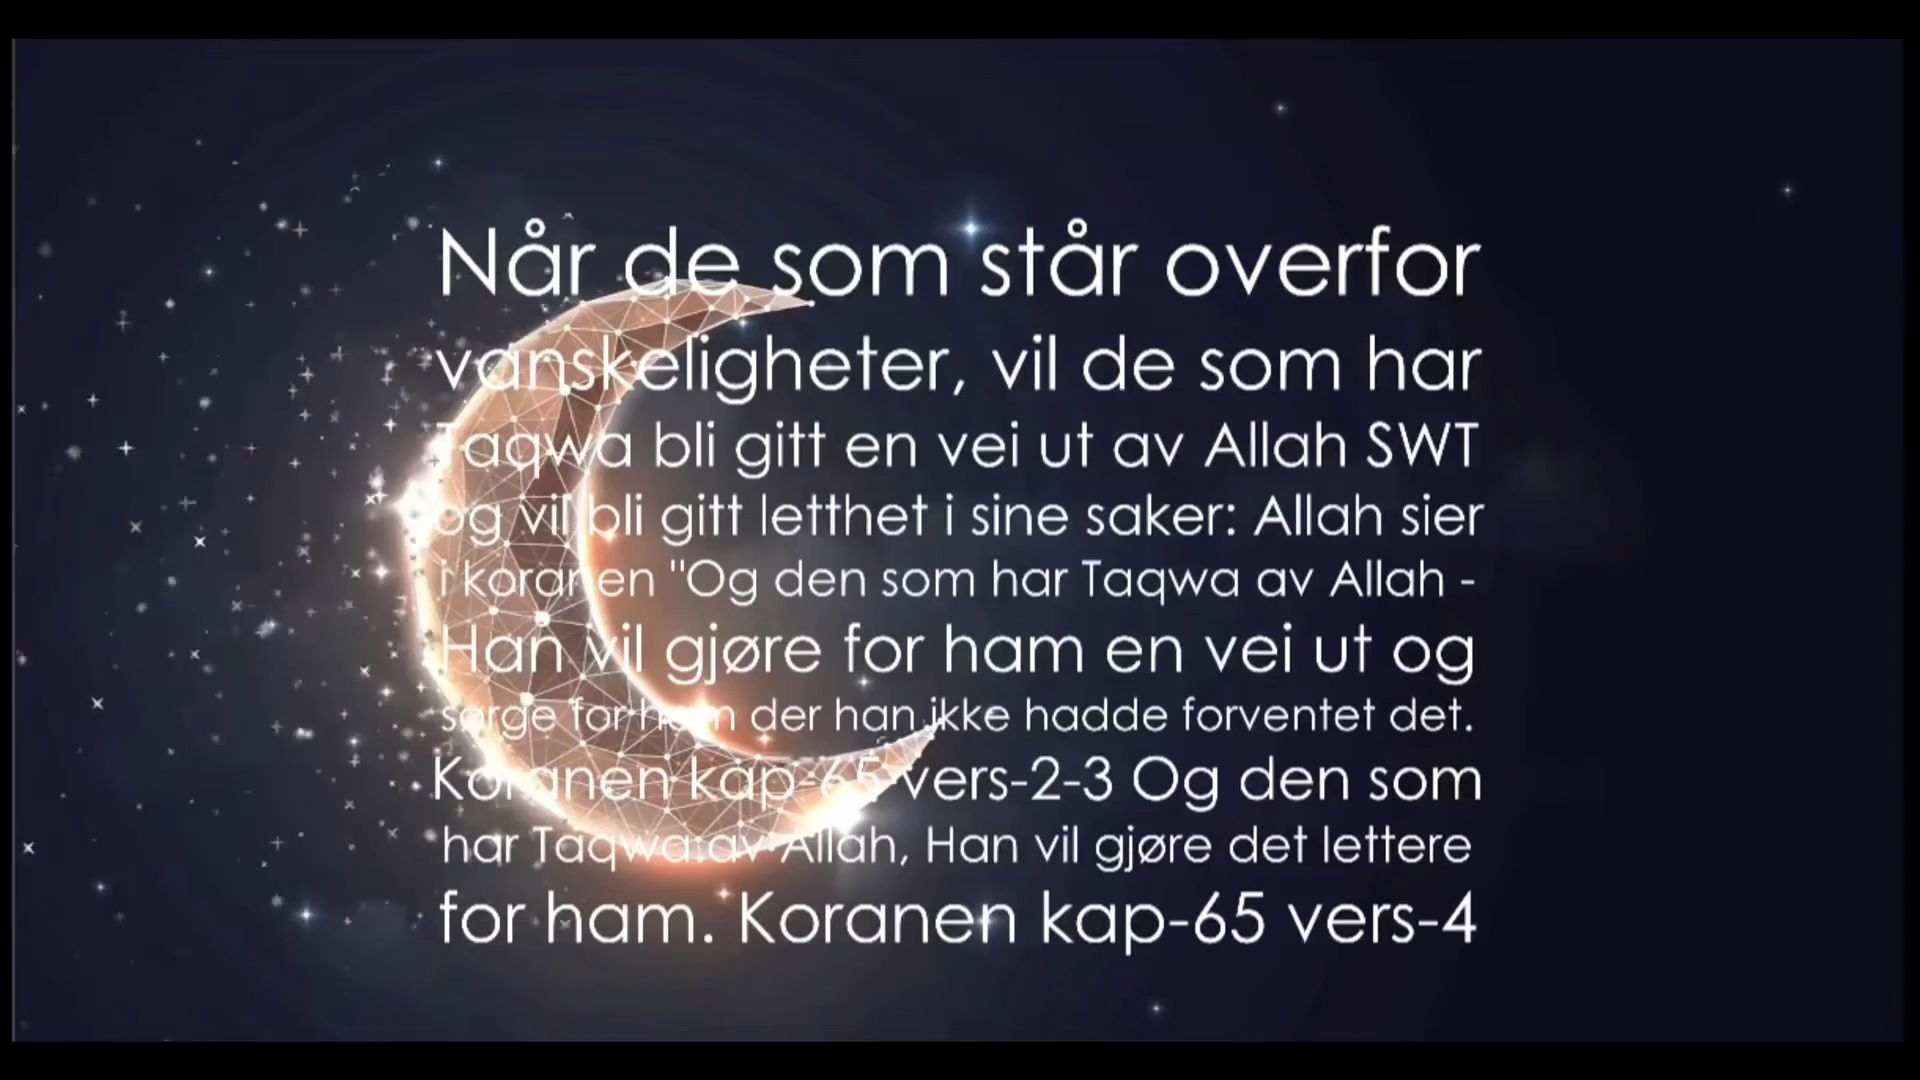 Når de som står overfor
vanskeligheter, vil de som har
Taqwa bli gitt en vei ut av Allah SWT
og vil bli gitt letthet i sine saker: Allah sier
i koranen "Og den som har Taqwa av Allah -
Han vil gjøre for ham en vei ut og
sørge for ham der han ikke hadde forventet det.
Koranen kap-65 vers-2-3 Og den som
har Taqwa av Allah, Han vil gjøre det lettere
for ham. Koranen kap-65 vers-4